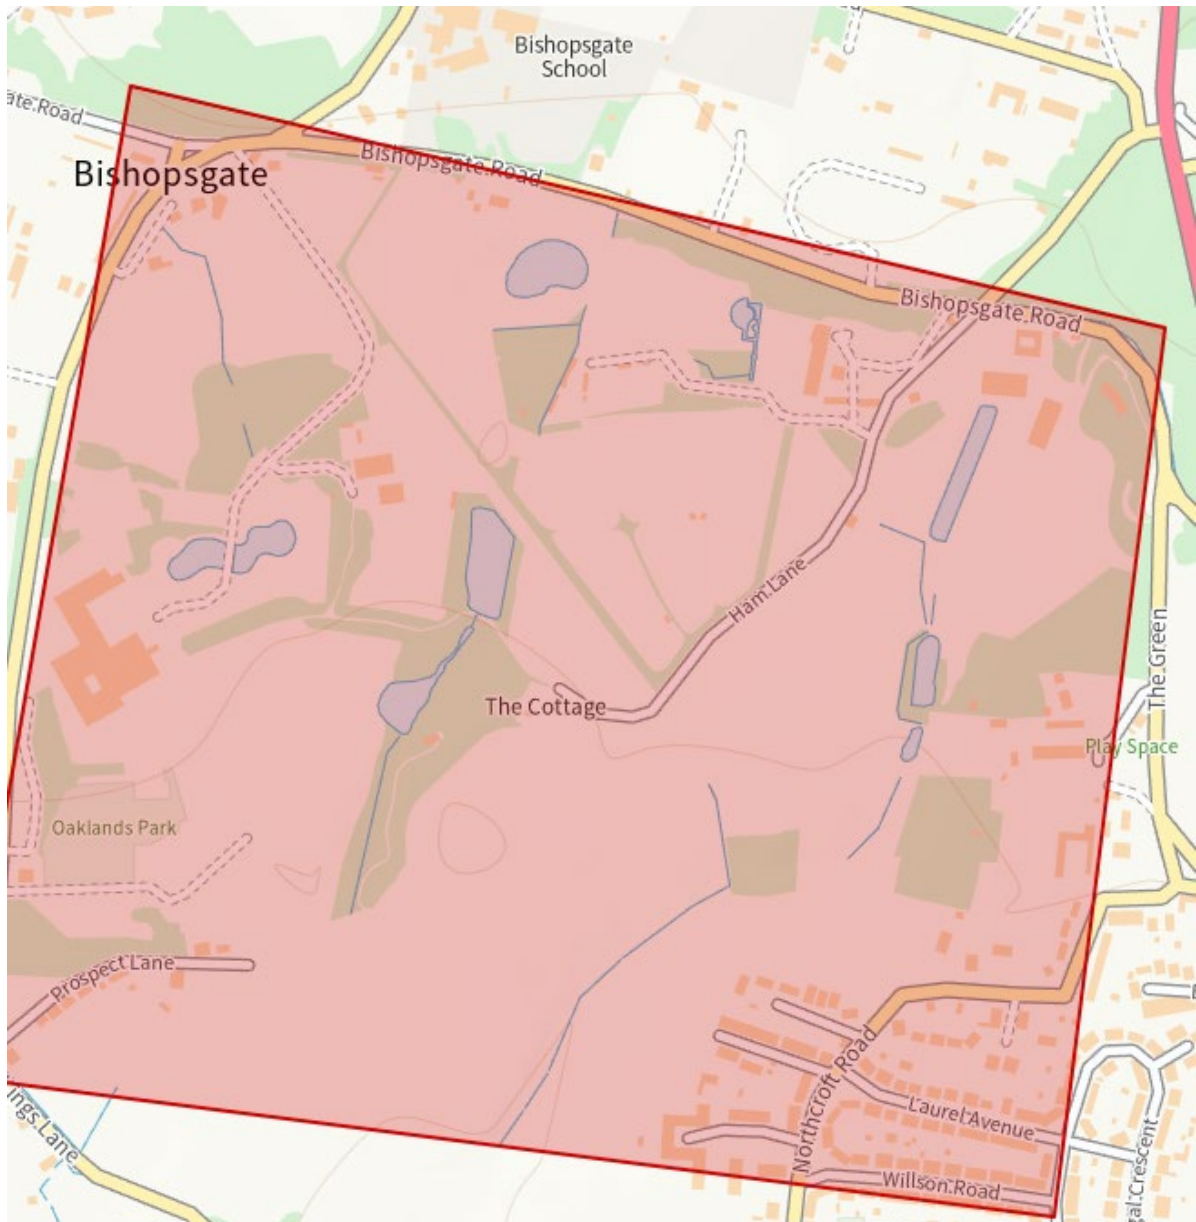 Bishopsgate
School
ate Road
Bishopsgate Road
Bishopsgate
Bishopsgate Road
Ham Lane
The Green
The Cottage
Play Space
Oaklands Park
Prospect Lane
Northcroft Road
Laurel Avenue
ings Lane
Willson Road
gal Crescent